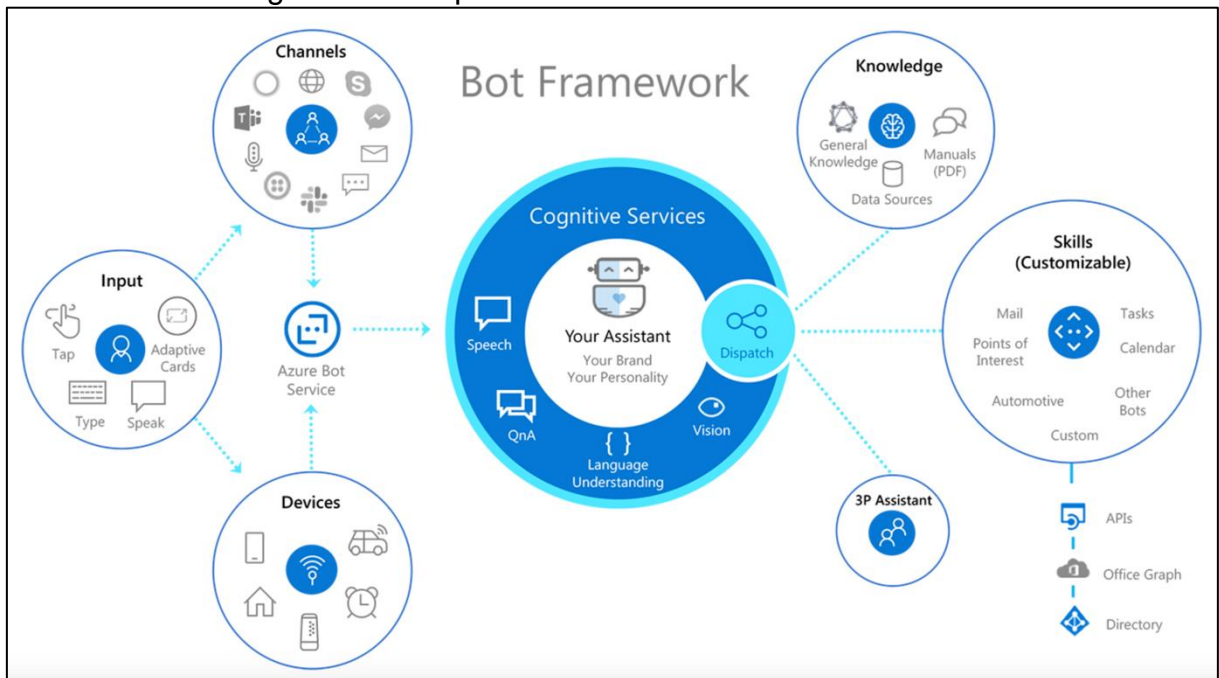 Bot Framework
Channels
Input
Tap
Adaptive
Cards
Type
Speak
Azure Bot
Service
Devices
Cognitive Services
Your Assistant
Your Brand
Your Personality
Speech
QnA
{ }
Language
Understanding
Vision
Dispatch
Knowledge
General
Knowledge
Manuals
(PDF)
Data Sources
Skills
(Customizable)
Mail
Tasks
Points of
Interest
Calendar
Automotive
Other
Bots
Custom
3P Assistant
APIs
Office Graph
Directory